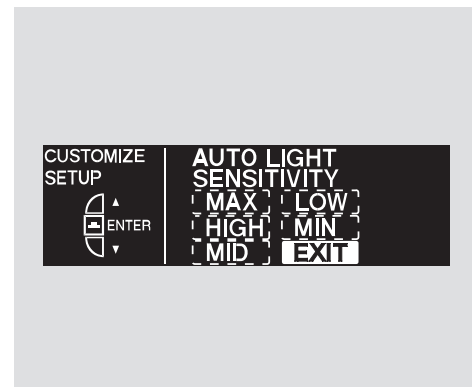 CUSTOMIZE
SETUP
ENTER
AUTO LIGHT
SENSITIVITY
MAX LOW
HIGH MIN
MID EXIT